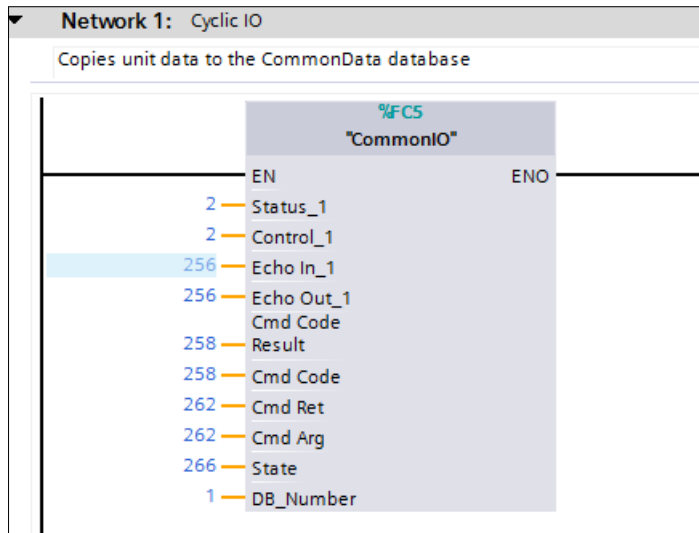 Network 1: Cyclic IO
Copies unit data to the CommonData database
%FC5
"CommonIO"
EN ENO
2 Status_1
2 Control_1
256 Echo In_1
256 Echo Out_1
Cmd Code
258 Result
258 Cmd Code
262 Cmd Ret
262 Cmd Arg
266 State
1 DB_Number